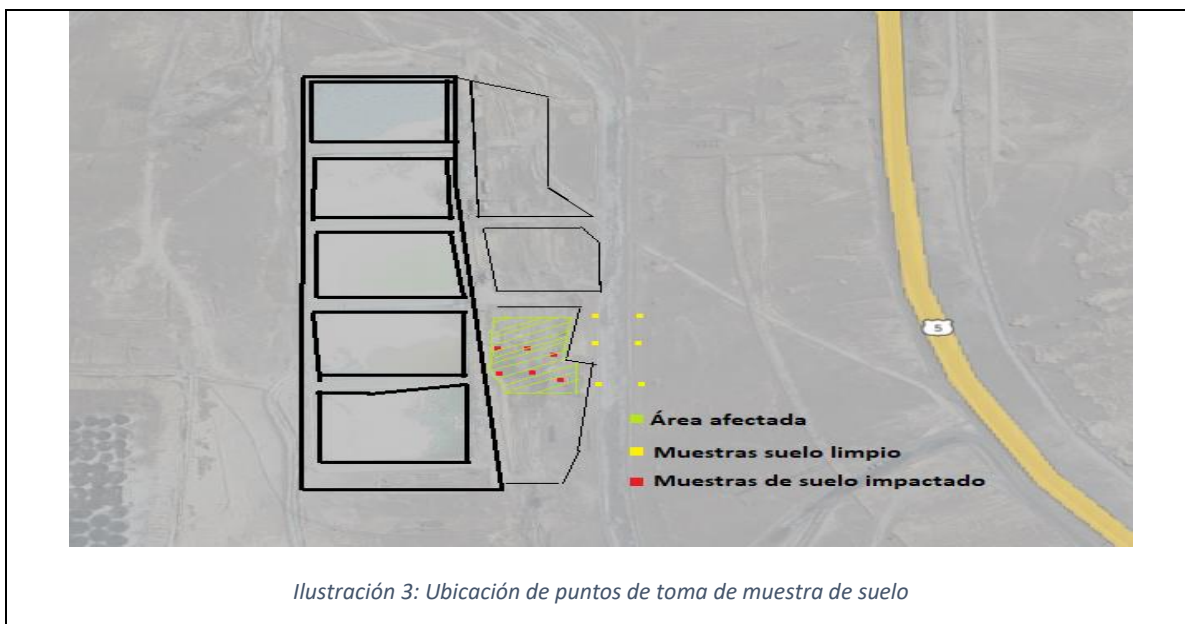 5
Área afectada
Muestras suelo limpio
Muestras de suelo impactado
Ilustración 3: Ubicación de puntos de toma de muestra de suelo